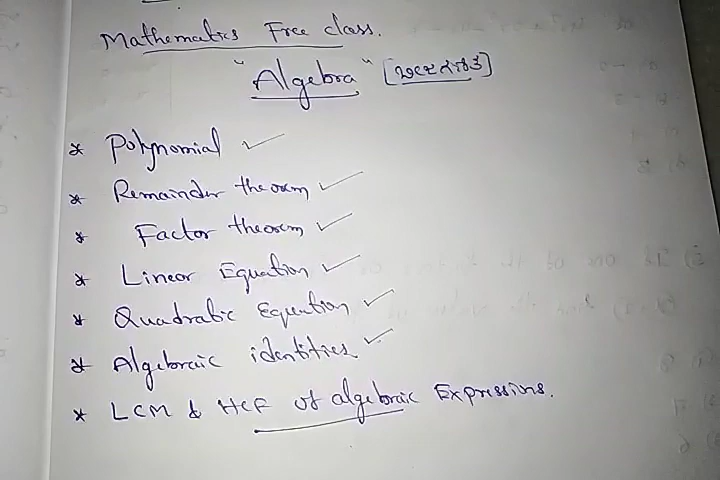 Mathematics Free class.
"Algebra" [ಬೀಜಗಣಿತ]
* Polynomial ✓
* Remainder theorem ✓
* Factor theorem ✓
* Linear Equation ✓
* Quadratic Equation ✓
* Algebraic identities ✓
* LCM & HCF of algebraic Expressions.